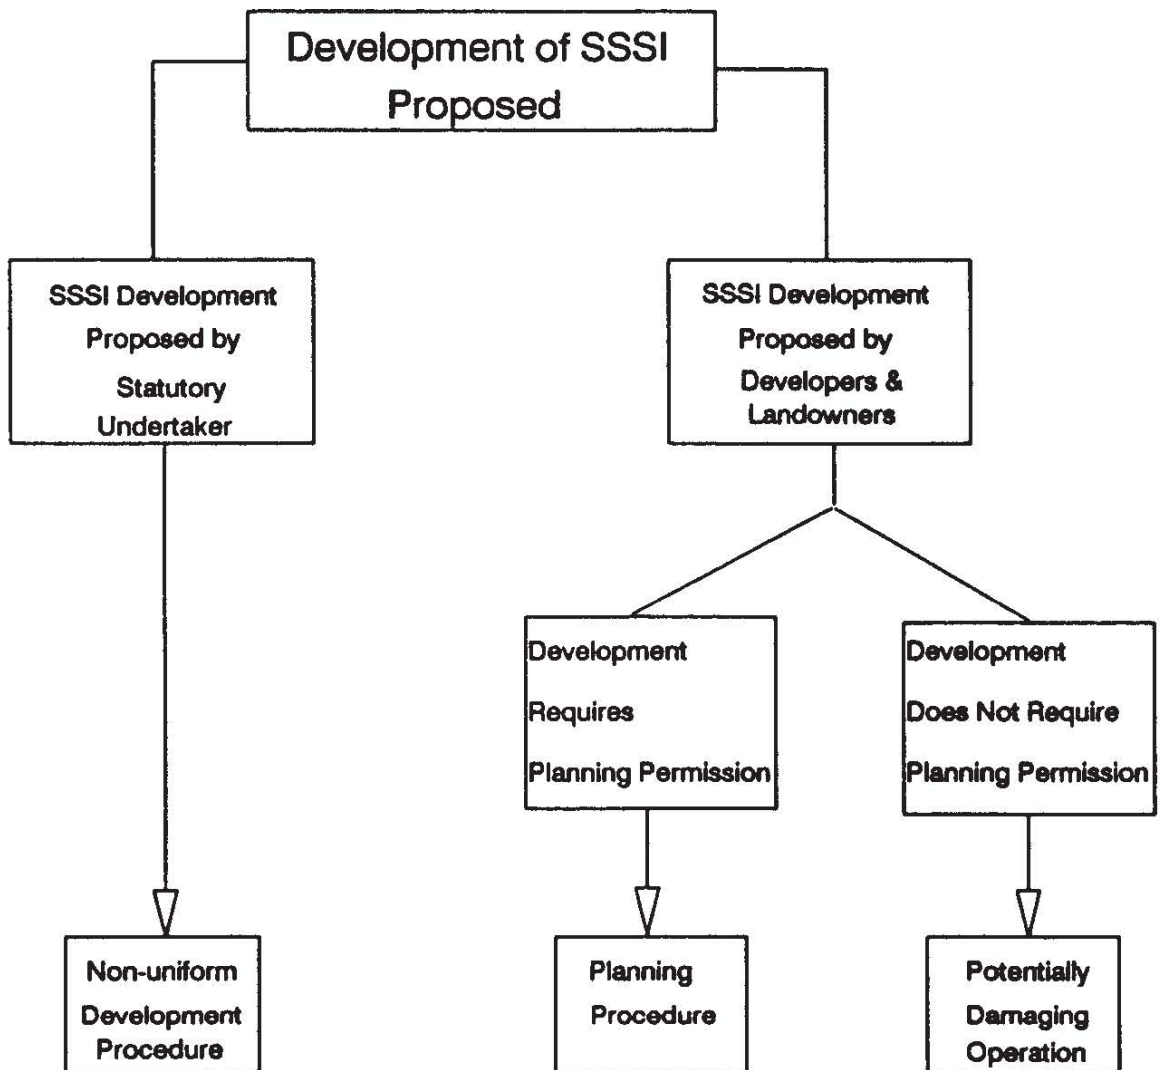 Development of SSSI
Proposed
SSSI Development
Proposed by
Statutory
Undertaker
SSSI Development
Proposed by
Developers &
Landowners
Development
Requires
Planning Permission
Development
Does Not Require
Planning Permission
Non-uniform
Development
Procedure
Planning
Procedure
Potentially
Damaging
Operation